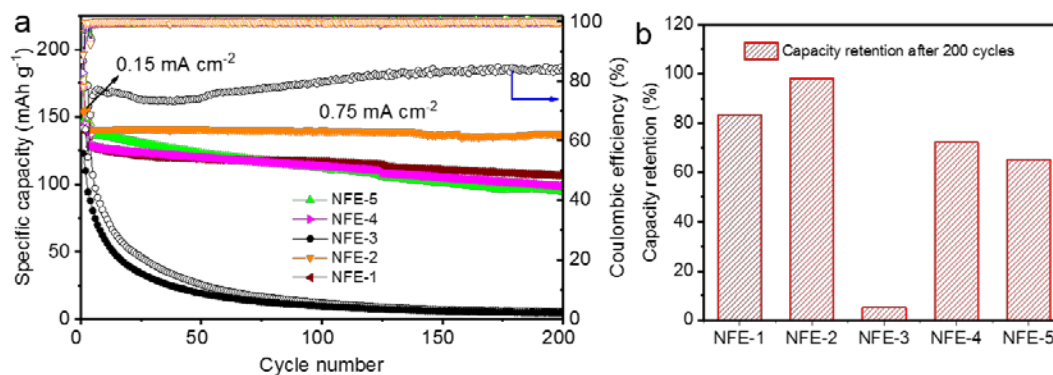 a
Specific capacity (mAh g⁻¹)
200
150
100
50
0
0.15 mA cm⁻²
0.75 mA cm⁻²
NFE-5
NFE-4
NFE-3
NFE-2
NFE-1
0 50 100 150 200
Cycle number
100
80
60
40
20
0
Coulombic efficiency (%)
b
Capacity retention (%)
120
100
80
60
40
20
0
Capacity retention after 200 cycles
NFE-1 NFE-2 NFE-3 NFE-4 NFE-5